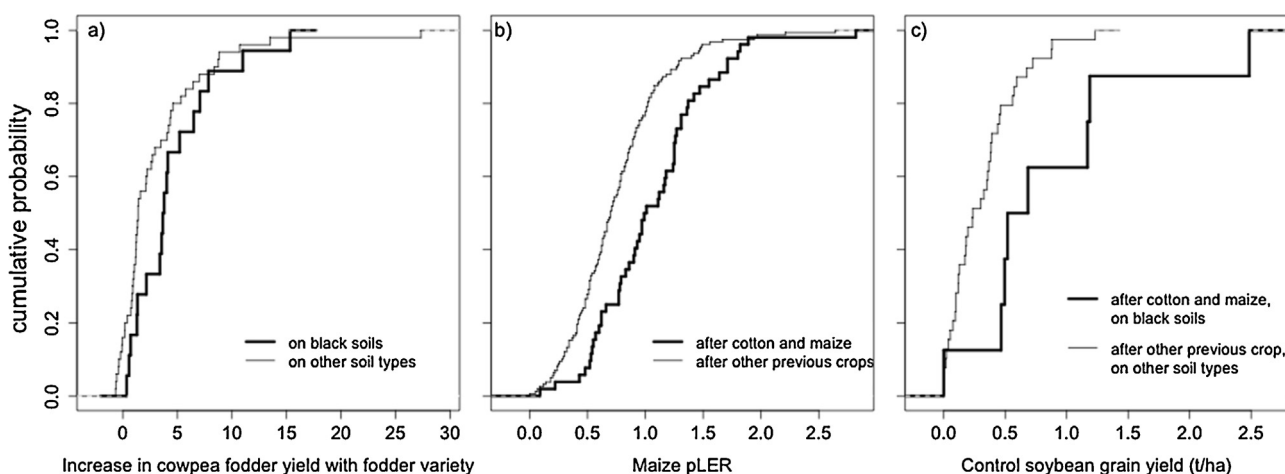 a)
cumulative probability
1.0
0.8
0.6
0.4
0.2
0.0
on black soils
on other soil types
0 5 10 15 20 25 30
Increase in cowpea fodder yield with fodder variety
b)
after cotton and maize
after other previous crops
0.0 0.5 1.0 1.5 2.0 2.5
Maize pLER
c)
after cotton and maize,
on black soils
after other previous crop,
on other soil types
0.0 0.5 1.0 1.5 2.0 2.5
Control soybean grain yield (t/ha)